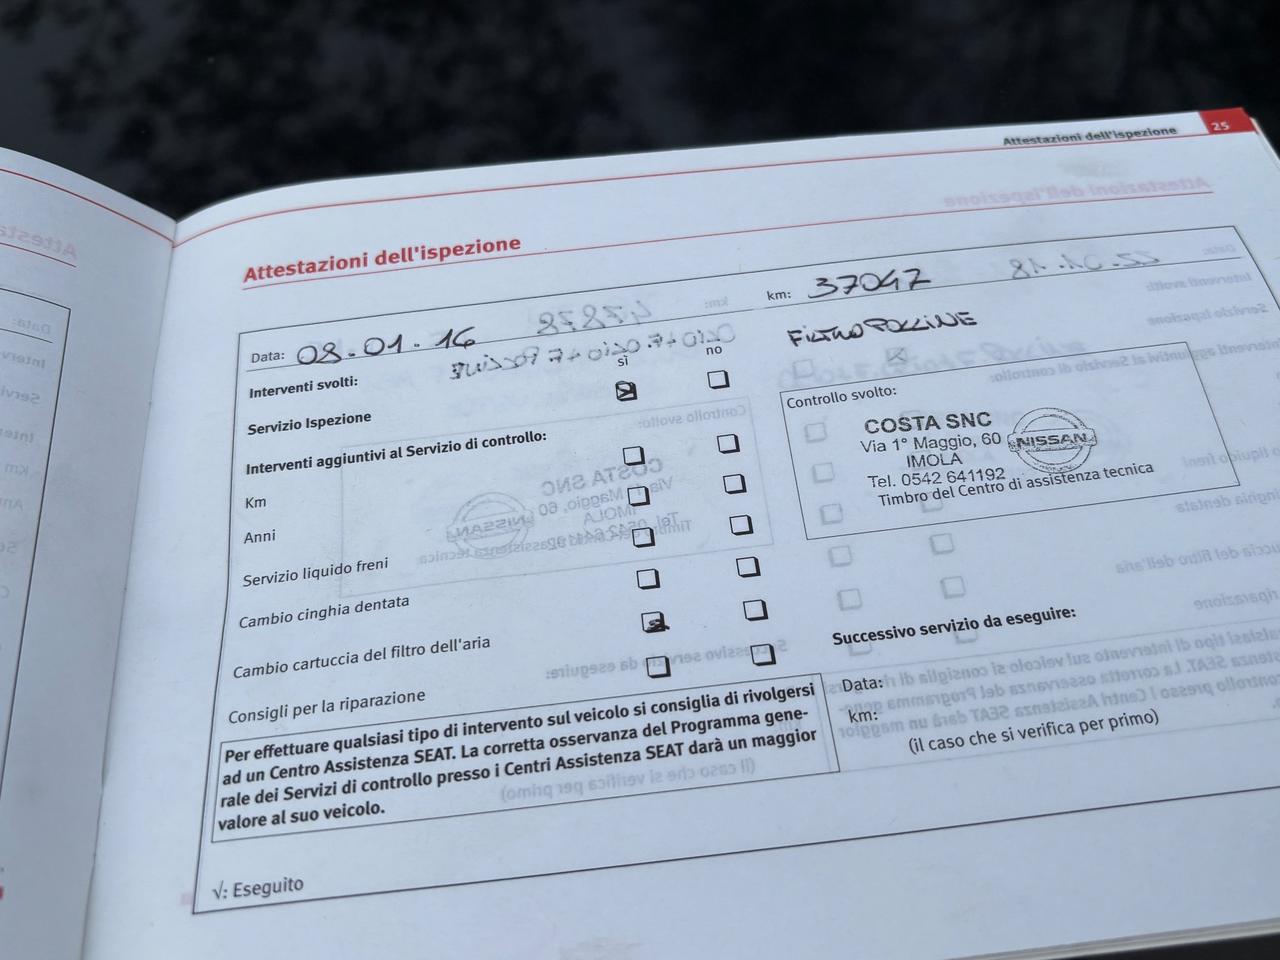 Attestazioni dell'ispezione 25
Attestazioni dell'ispezione
Data: 08.01.16 km: 37047
Interventi svolti: sì no FILTRO POLLINE
Servizio Ispezione
Interventi aggiuntivi al Servizio di controllo:
Km
Anni
Servizio liquido freni
Cambio cinghia dentata
Cambio cartuccia del filtro dell'aria
Consigli per la riparazione
Controllo svolto:
COSTA SNC
Via 1° Maggio, 60
IMOLA
Tel. 0542 641192
NISSAN
Timbro del Centro di assistenza tecnica
Successivo servizio da eseguire:
Data:
km:
(il caso che si verifica per primo)
Per effettuare qualsiasi tipo di intervento sul veicolo si consiglia di rivolgersi
ad un Centro Assistenza SEAT. La corretta osservanza del Programma gene-
rale dei Servizi di controllo presso i Centri Assistenza SEAT darà un maggior
valore al suo veicolo.
√: Eseguito